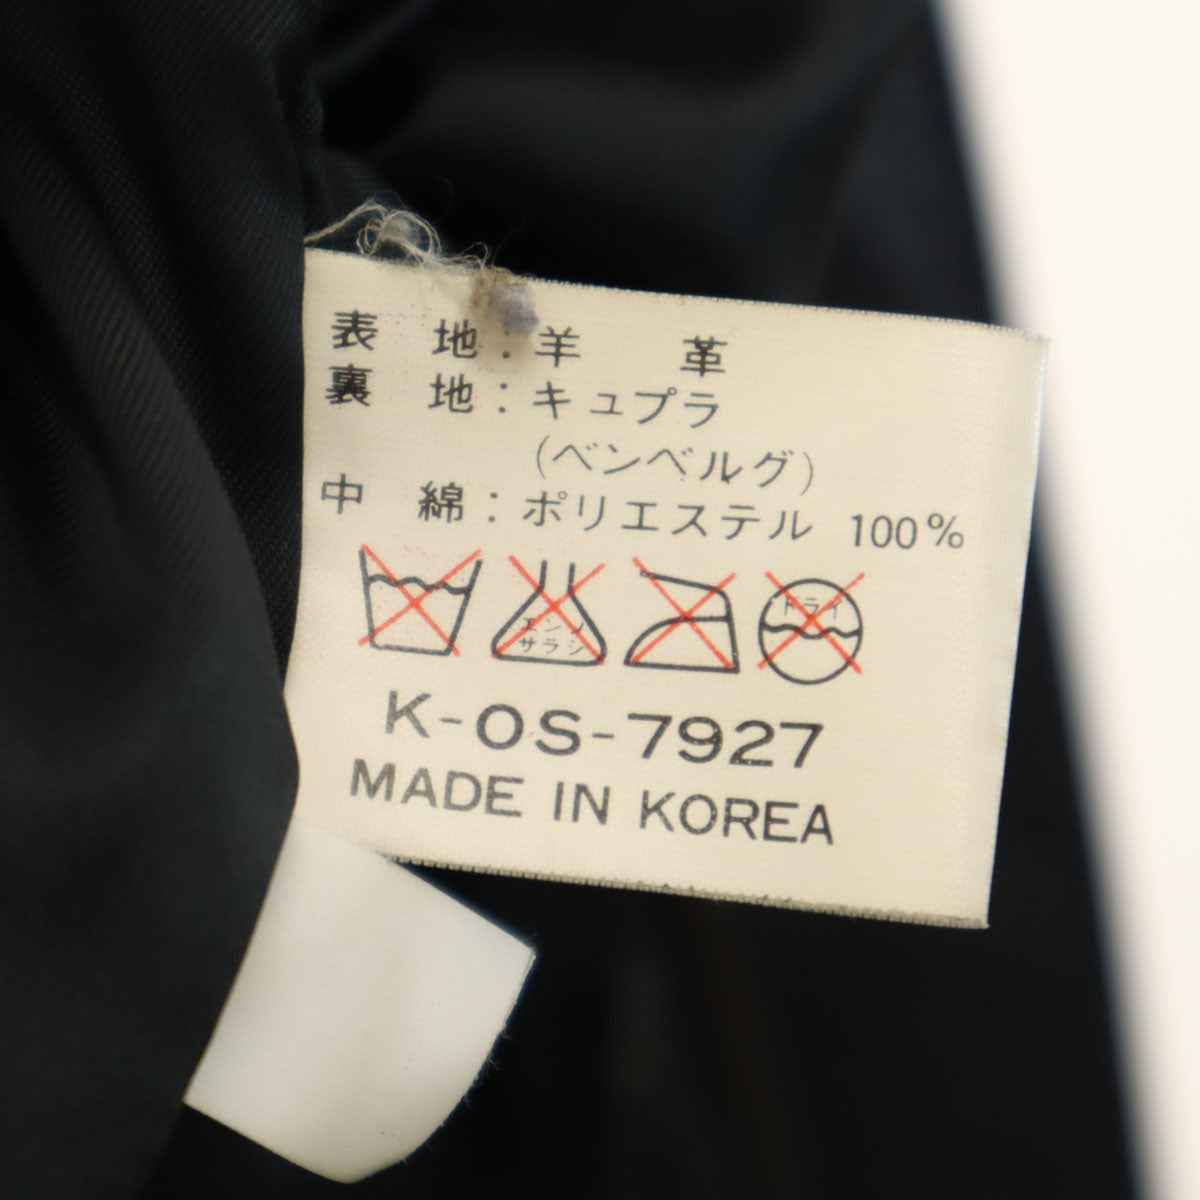 表 地：羊 革
裏 地：キュプラ
(ベンベルグ)
中 綿：ポリエステル 100%
エンソ サラシ ドライ
K-OS-7927
MADE IN KOREA